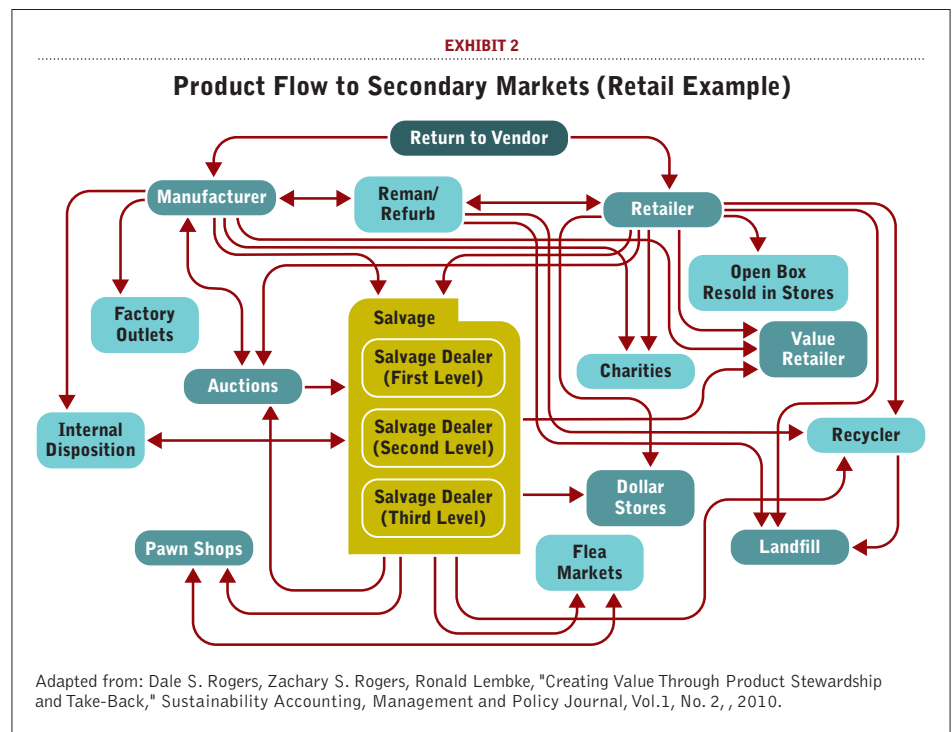 EXHIBIT 2
Product Flow to Secondary Markets (Retail Example)
Return to Vendor
Manufacturer
Reman/
Refurb
Retailer
Open Box
Resold in Stores
Factory
Outlets
Salvage
Value
Retailer
Salvage Dealer
(First Level)
Charities
Auctions
Internal
Disposition
Salvage Dealer
(Second Level)
Recycler
Salvage Dealer
(Third Level)
Dollar
Stores
Pawn Shops
Flea
Markets
Landfill
Adapted from: Dale S. Rogers, Zachary S. Rogers, Ronald Lembke, "Creating Value Through Product Stewardship
and Take-Back," Sustainability Accounting, Management and Policy Journal, Vol.1, No. 2, , 2010.